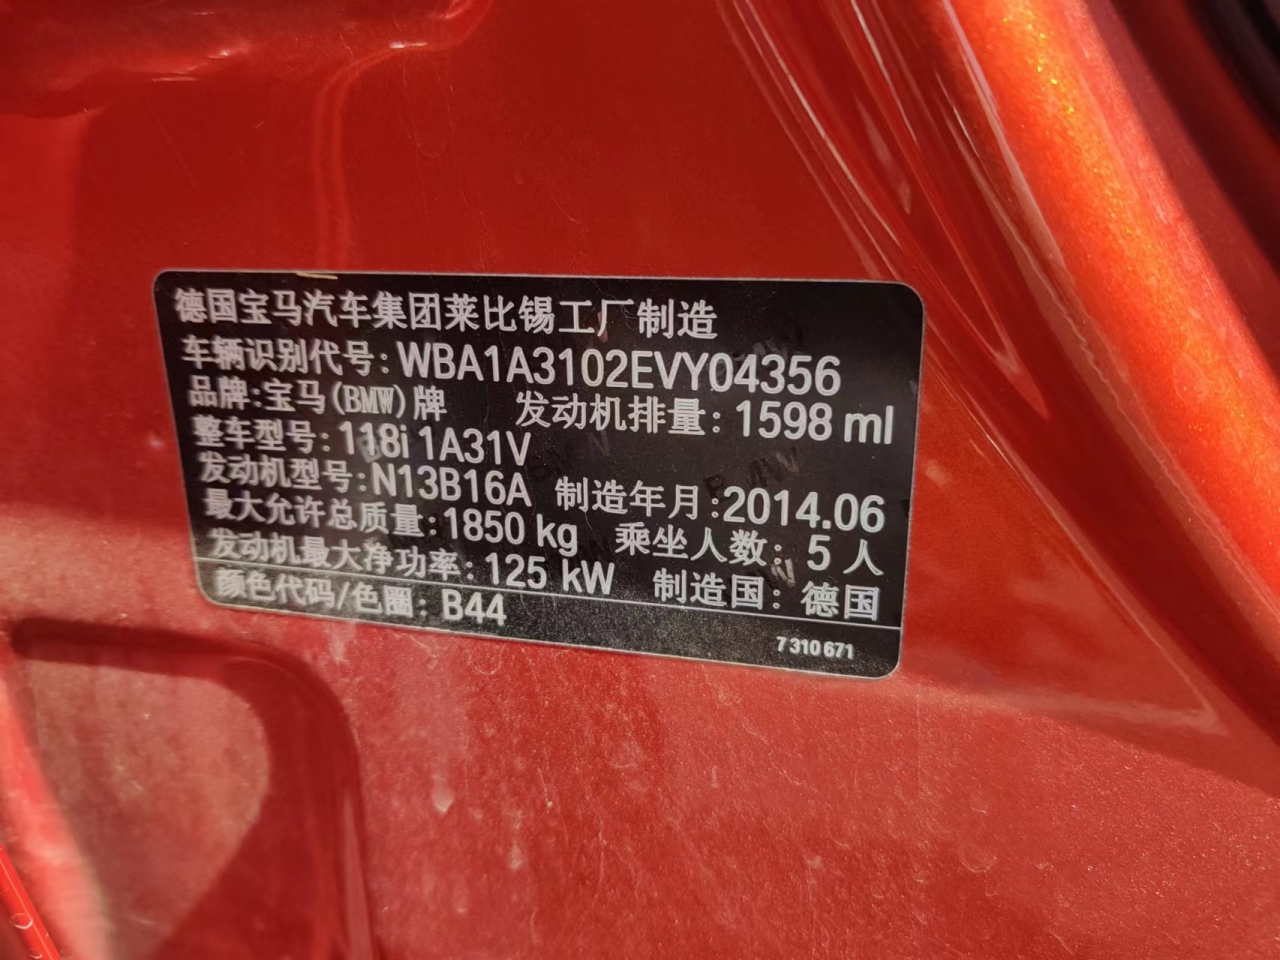 德国宝马汽车集团莱比锡工厂制造
车辆识别代号:WBA1A3102EVY04356
品牌:宝马(BMW)牌 发动机排量:1598 ml
整车型号:118i 1A31V
发动机型号:N13B16A 制造年月:2014.06
最大允许总质量:1850 kg 乘坐人数:5人
发动机最大净功率:125 kW 制造国:德国
颜色代码/色圈:B44
7 310 671